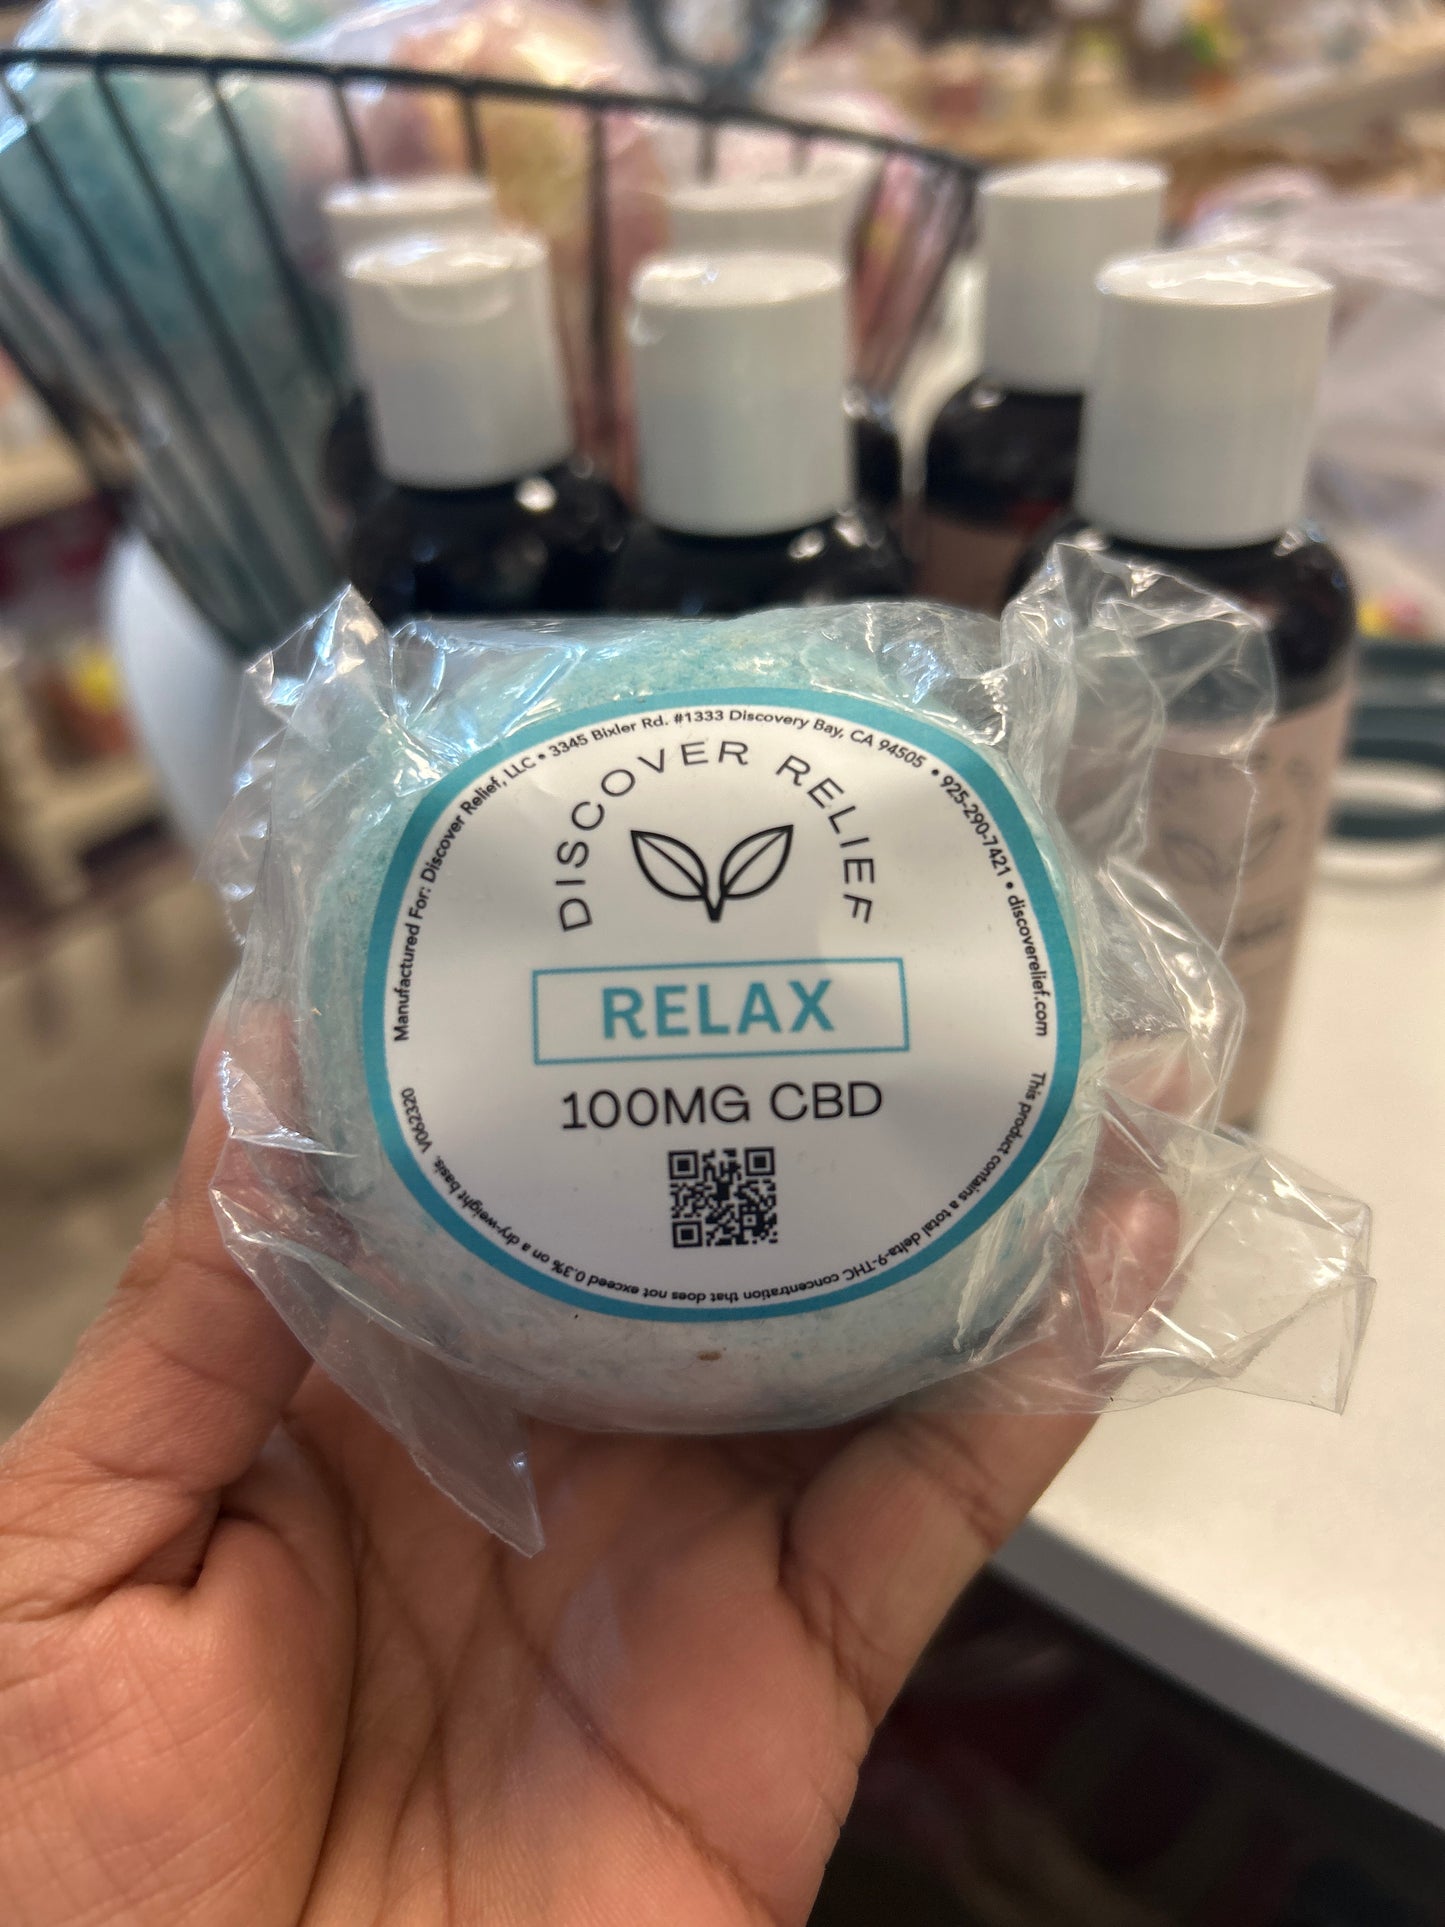 Manufactured For: Discover Relief, LLC • 3345 Bixler Rd. #1333 Discovery Bay, CA 94505 • 925-290-7421 • discoverelief.com
DISCOVER RELIEF
RELAX
100MG CBD
This product contains a total delta-9-THC concentration that does not exceed 0.3% on a dry-weight basis. V062320